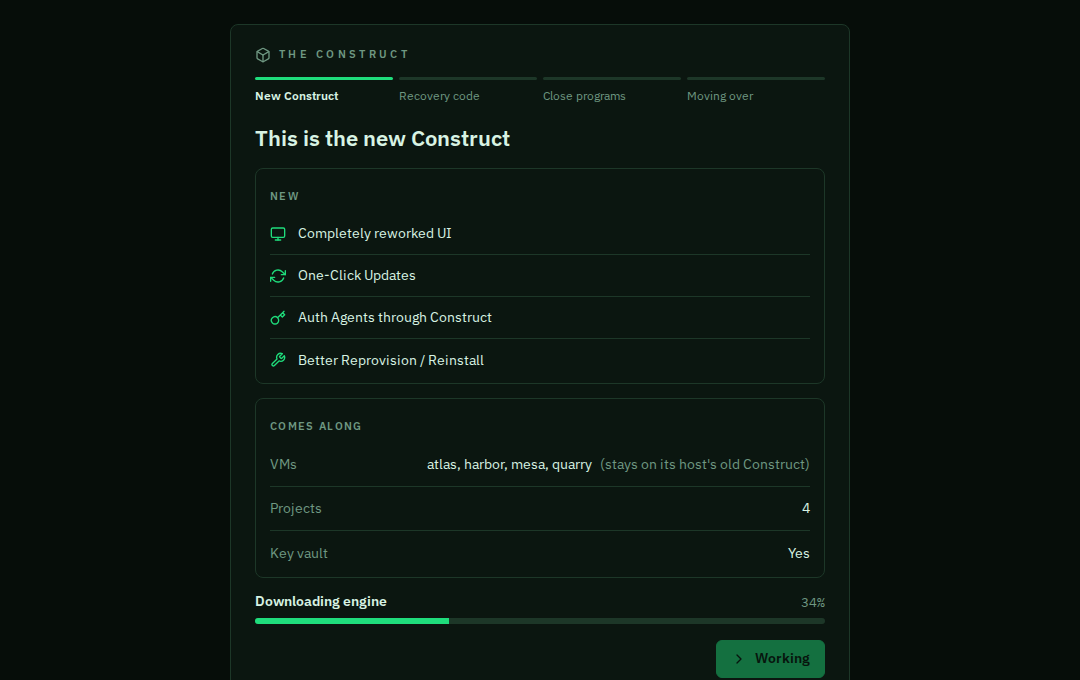 THE CONSTRUCT
New Construct
Recovery code
Close programs
Moving over
This is the new Construct
NEW
Completely reworked UI
One-Click Updates
Auth Agents through Construct
Better Reprovision / Reinstall
COMES ALONG
VMs atlas, harbor, mesa, quarry (stays on its host's old Construct)
Projects 4
Key vault Yes
Downloading engine 34%
Working